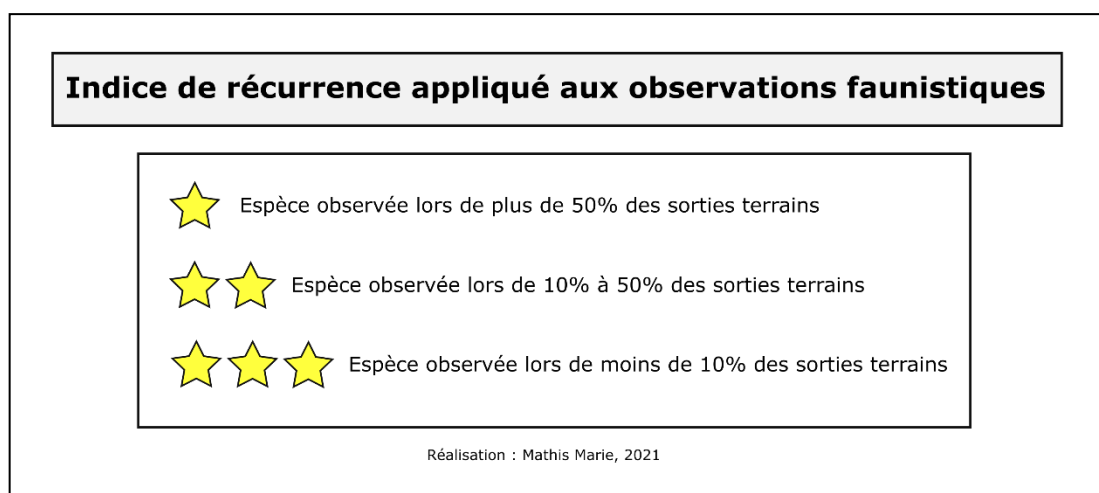 Indice de récurrence appliqué aux observations faunistiques
Espèce observée lors de plus de 50% des sorties terrains
Espèce observée lors de 10% à 50% des sorties terrains
Espèce observée lors de moins de 10% des sorties terrains
Réalisation : Mathis Marie, 2021